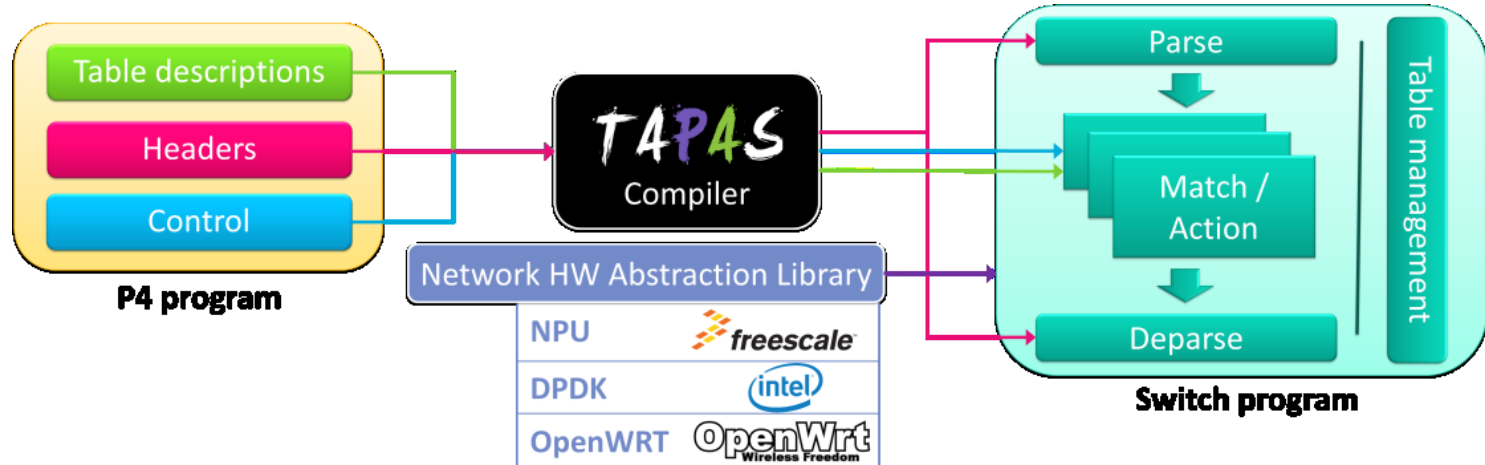 Table descriptions
Headers
Control
P4 program
TAPAS
Compiler
Network HW Abstraction Library
NPU
freescale™
DPDK
intel
OpenWRT
OpenWrt
Wireless Freedom
Parse
Match /
Action
Deparse
Table management
Switch program